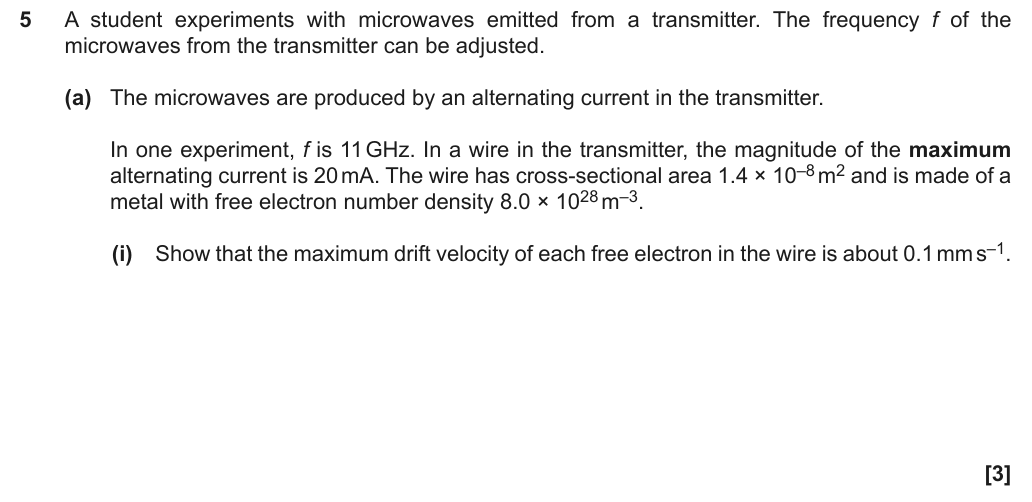 5 A student experiments with microwaves emitted from a transmitter. The frequency f of the
microwaves from the transmitter can be adjusted.
(a) The microwaves are produced by an alternating current in the transmitter.
In one experiment, f is 11 GHz. In a wire in the transmitter, the magnitude of the maximum
alternating current is 20 mA. The wire has cross-sectional area 1.4 × 10⁻⁸ m² and is made of a
metal with free electron number density 8.0 × 10²⁸ m⁻³.
(i) Show that the maximum drift velocity of each free electron in the wire is about 0.1 mm s⁻¹.
[3]